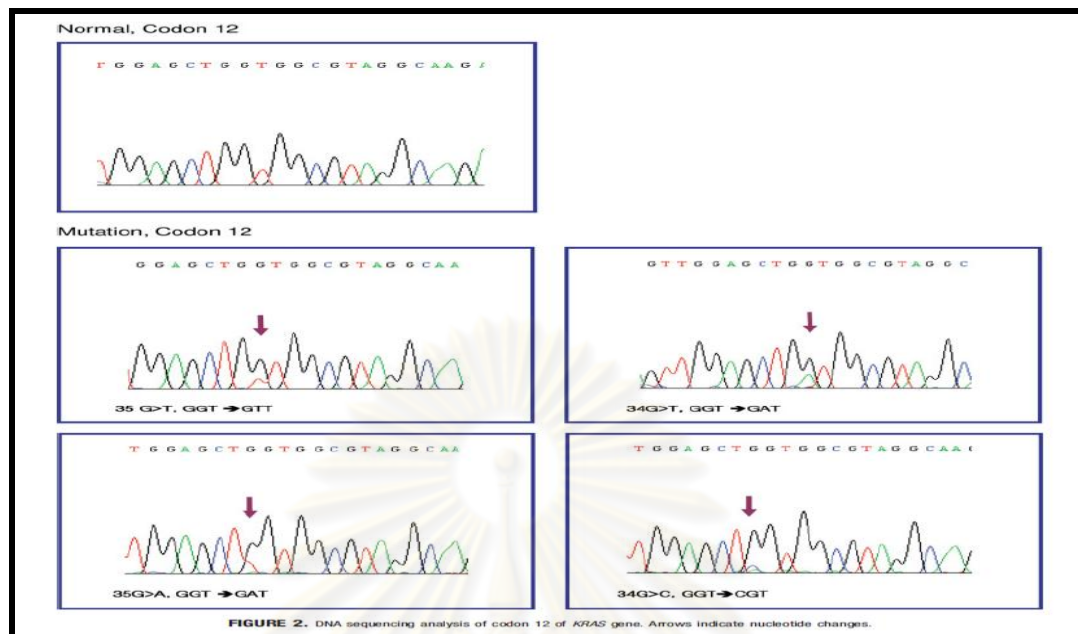 Normal, Codon 12
T G G A G C T G G T G G C G T A G G C A A G A
Mutation, Codon 12
G G A G C T G G T G G C G T A G G C A A
35 G>T, GGT ➔GTT
G T T G G A G C T G G T G G C G T A G G C
34G>T, GGT ➔GAT
T G G A G C T G G T G G C G T A G G C A A
35G>A, GGT ➔GAT
T G G A G C T G G T G G C G T A G G C A A
34G>C, GGT➔CGT
FIGURE 2. DNA sequencing analysis of codon 12 of KRAS gene. Arrows indicate nucleotide changes.